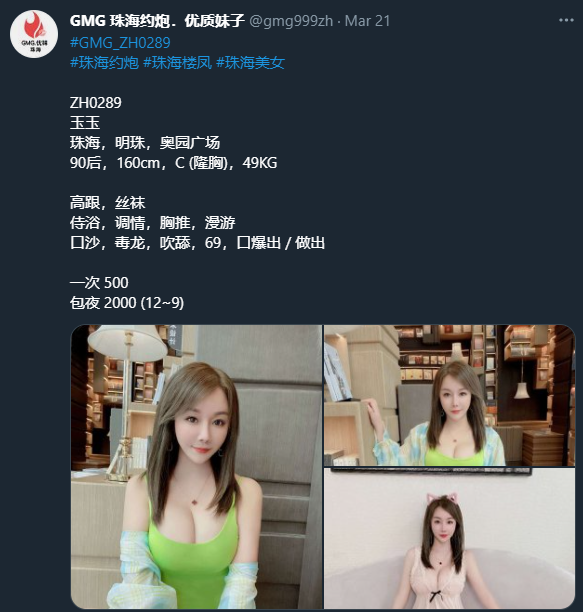 GMG 珠海约炮．优质妹子 @gmg999zh · Mar 21
GMG.优妹
珠海
#GMG_ZH0289
#珠海约炮 #珠海楼凤 #珠海美女
ZH0289
玉玉
珠海，明珠，奥园广场
90后，160cm，C (隆胸)，49KG
高跟，丝袜
侍浴，调情，胸推，漫游
口沙，毒龙，吹舔，69，口爆出 / 做出
一次 500
包夜 2000 (12~9)